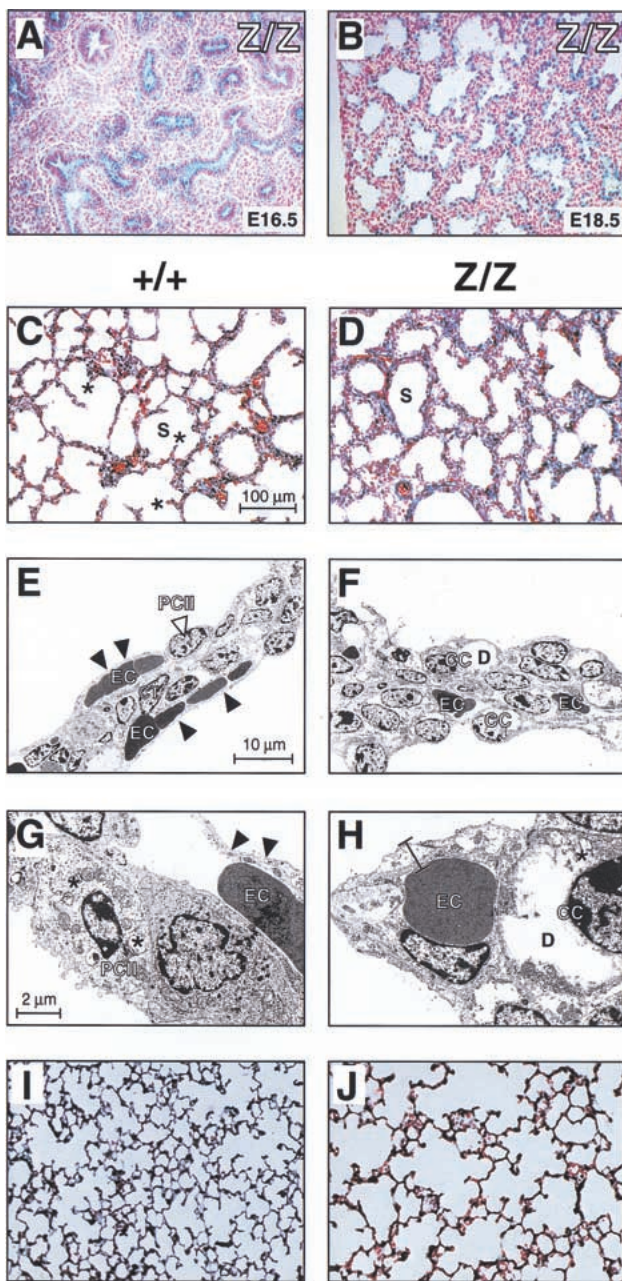 A Z/Z E16.5
B Z/Z E18.5
+/+ Z/Z
C * S * * 100 µm
D S
E PCII EC CC EC 10 µm
F CC D EC CC EC
G * * PCII EC 2 µm
H EC D * CC
I
J